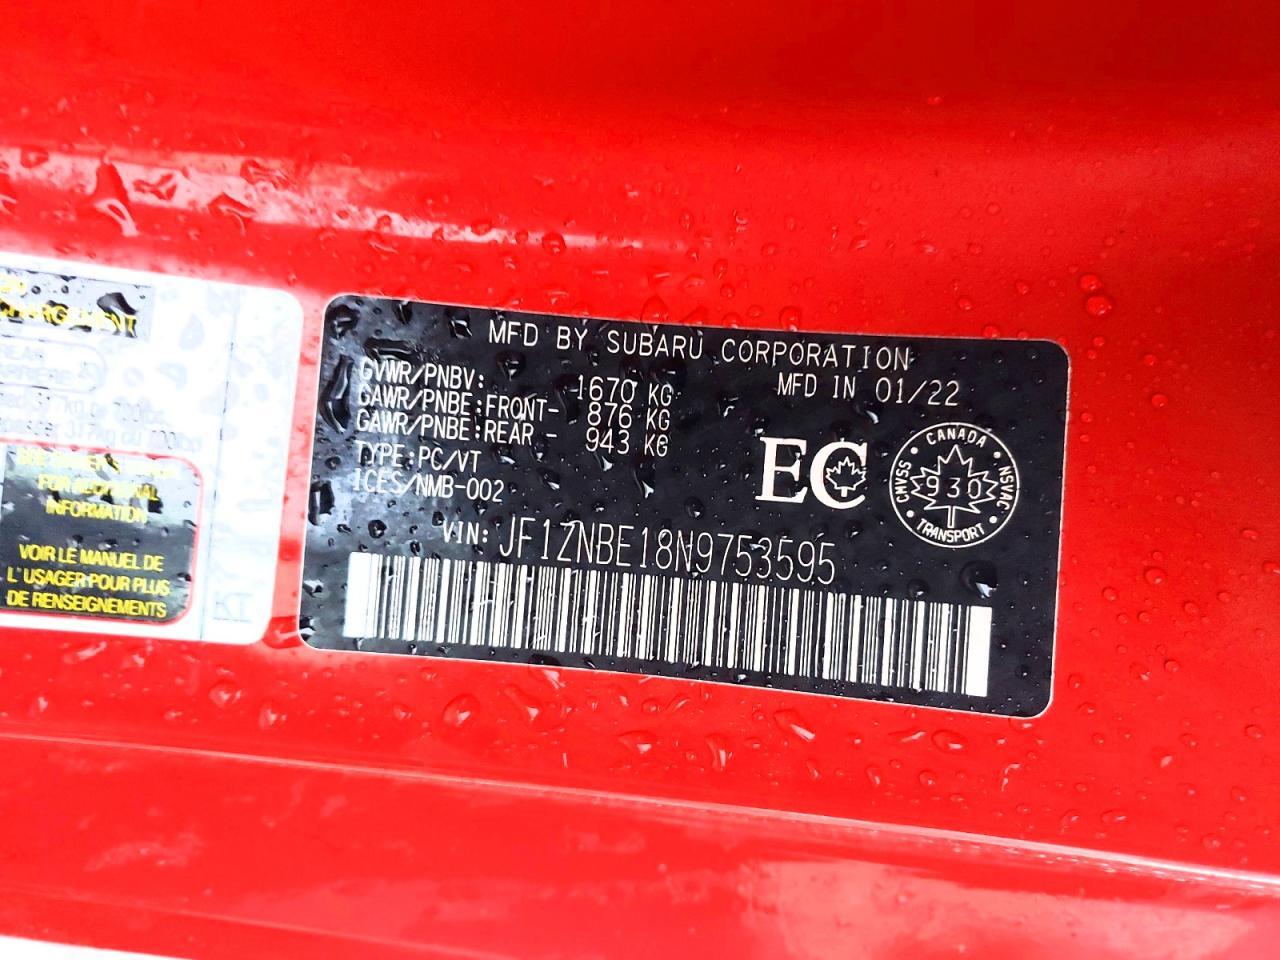 CHARGEMENT
FOR ADDITIONAL
INFORMATION
VOIR LE MANUEL DE
L'USAGER POUR PLUS
DE RENSEIGNEMENTS
MFD BY SUBARU CORPORATION
GVWR/PNBV: 1670 KG MFD IN 01/22
GAWR/PNBE:FRONT- 876 KG
GAWR/PNBE:REAR - 943 KG
TYPE:PC/VT
ICES/NMB-002
EC
CANADA
CMVSS 930 NSVAC
TRANSPORT
VIN: JF1ZNBE18N9753595